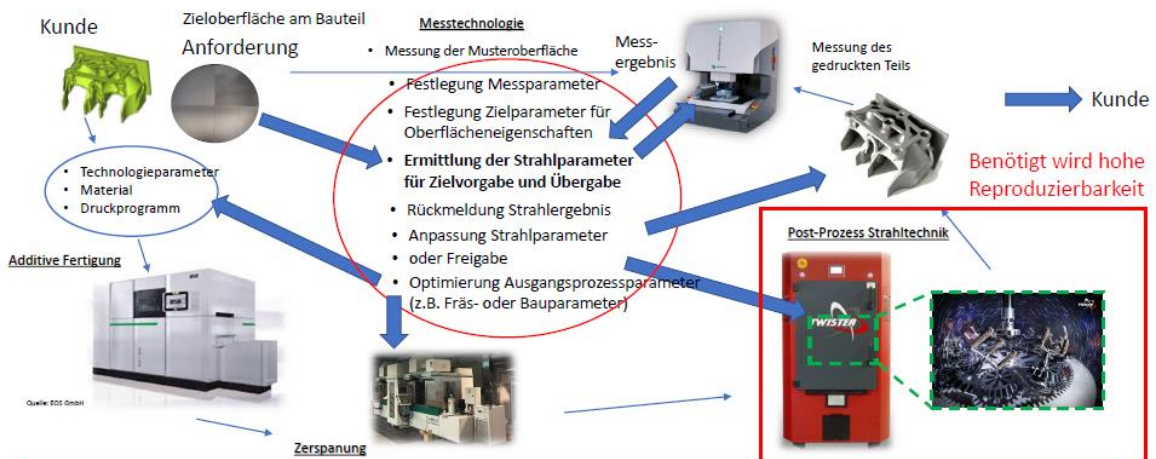 Kunde
Zieloberfläche am Bauteil
Anforderung
Messtechnologie
• Messung der Musteroberfläche
• Festlegung Messparameter
• Festlegung Zielparameter für
Oberflächeneigenschaften
• Ermittlung der Strahlparameter
für Zielvorgabe und Übergabe
• Rückmeldung Strahlergebnis
• Anpassung Strahlparameter
• oder Freigabe
• Optimierung Ausgangsprozessparameter
(z.B. Fräs- oder Bauparameter)
Mess-
ergebnis
Messung des
gedruckten Teils
Kunde
Benötigt wird hohe
Reproduzierbarkeit
• Technologieparameter
• Material
• Druckprogramm
Additive Fertigung
Quelle: EOS GmbH
Zerspanung
Post-Prozess Strahltechnik
TWISTER